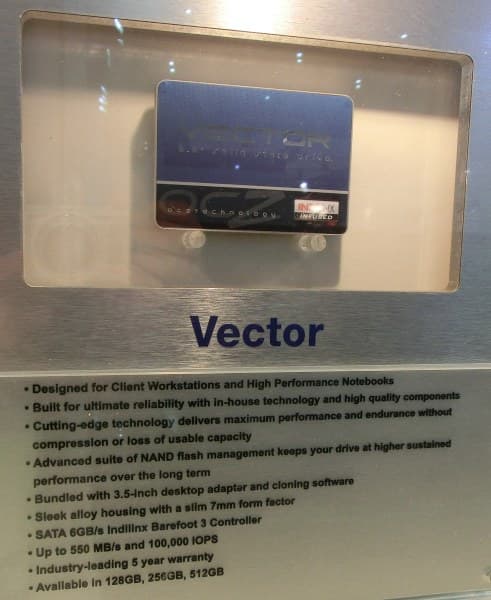 VECTOR
2.5" solid state drive
OCZ
ocztechnology
INDILINX
INFUSED
Vector
• Designed for Client Workstations and High Performance Notebooks
• Built for ultimate reliability with in-house technology and high quality components
• Cutting-edge technology delivers maximum performance and endurance without
compression or loss of usable capacity
• Advanced suite of NAND flash management keeps your drive at higher sustained
performance over the long term
• Bundled with 3.5-inch desktop adapter and cloning software
• Sleek alloy housing with a slim 7mm form factor
• SATA 6GB/s Indilinx Barefoot 3 Controller
• Up to 550 MB/s and 100,000 IOPS
• Industry-leading 5 year warranty
• Available in 128GB, 256GB, 512GB